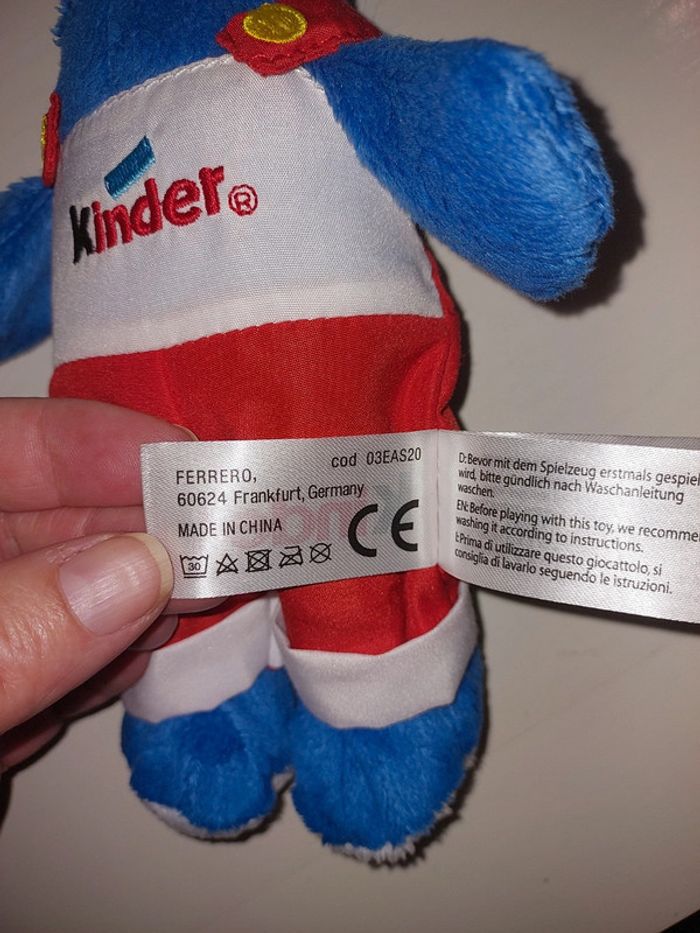 Kinder®
cod 03EAS20
FERRERO,
60624 Frankfurt, Germany
MADE IN CHINA
30
CE
D: Bevor mit dem Spielzeug erstmals gespiel
wird, bitte gündlich nach Waschanleitung
waschen.
EN: Before playing with this toy, we recomme
washing it according to instructions.
I: Prima di utilizzare questo giocattolo, si
consiglia di lavarlo seguendo le istruzioni.